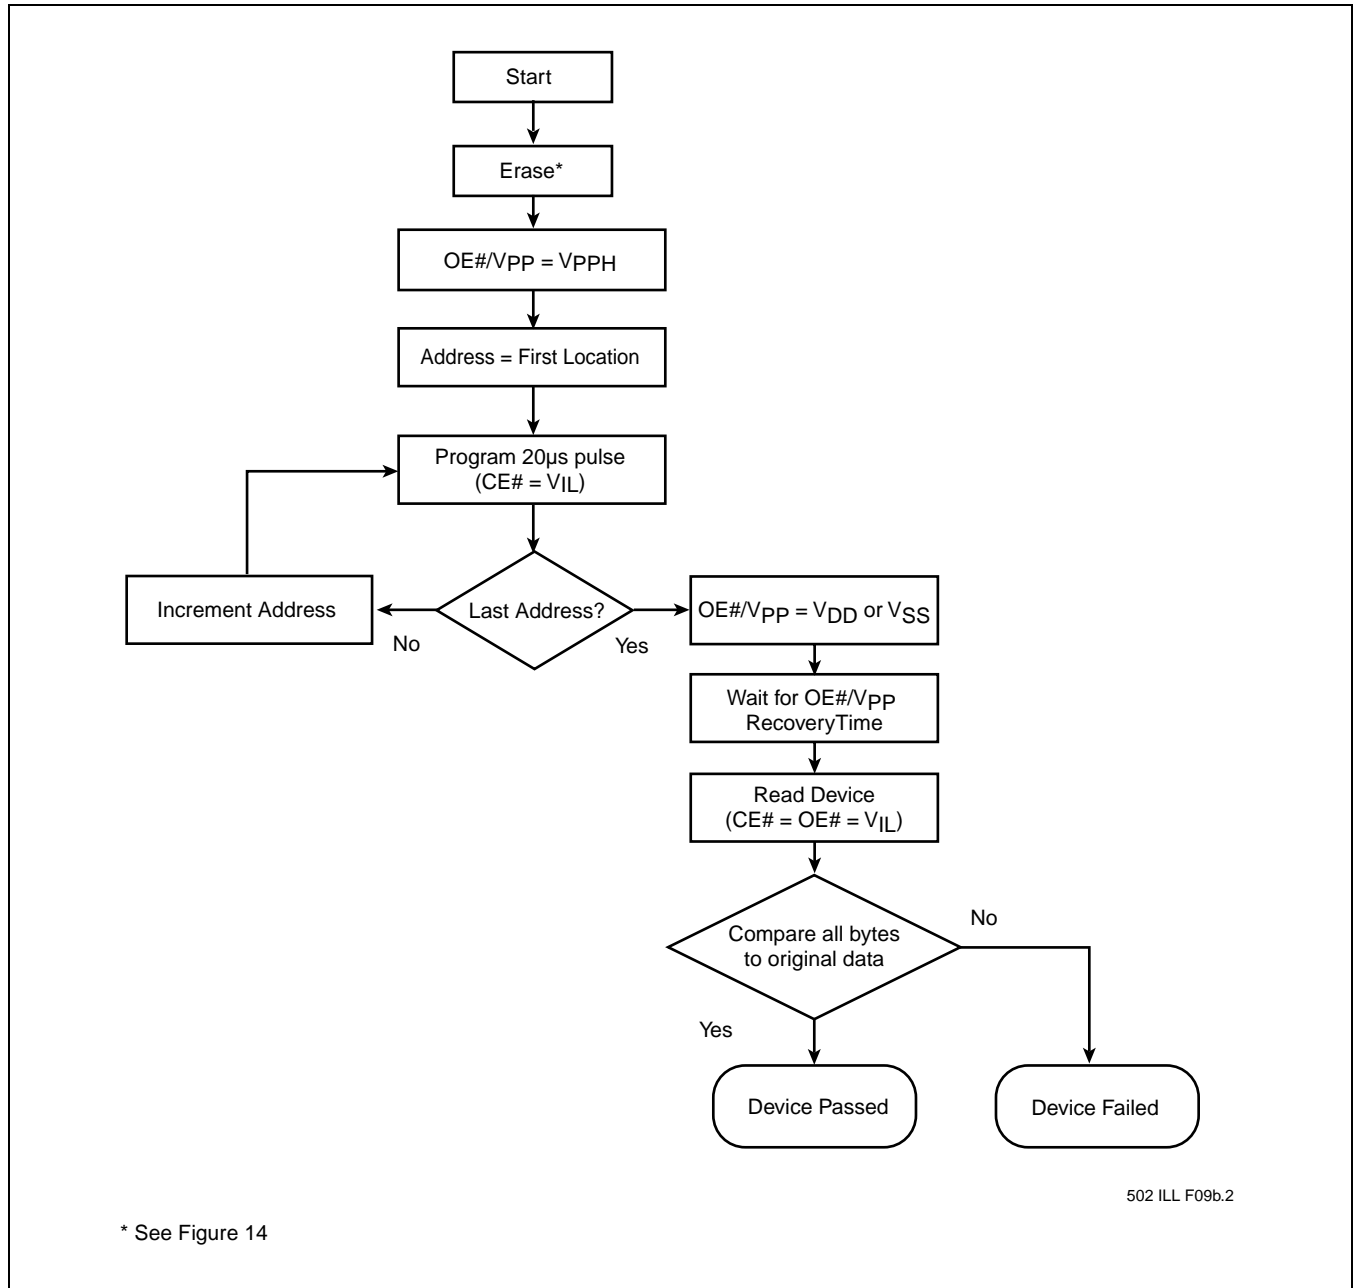 Start
Erase*
OE#/VPP = VPPH
Address = First Location
Program 20µs pulse
(CE# = VIL)
Increment Address
Last Address?
OE#/VPP = VDD or VSS
No
Yes
Wait for OE#/VPP
RecoveryTime
Read Device
(CE# = OE# = VIL)
No
Compare all bytes
to original data
Yes
Device Passed
Device Failed
502 ILL F09b.2
* See Figure 14